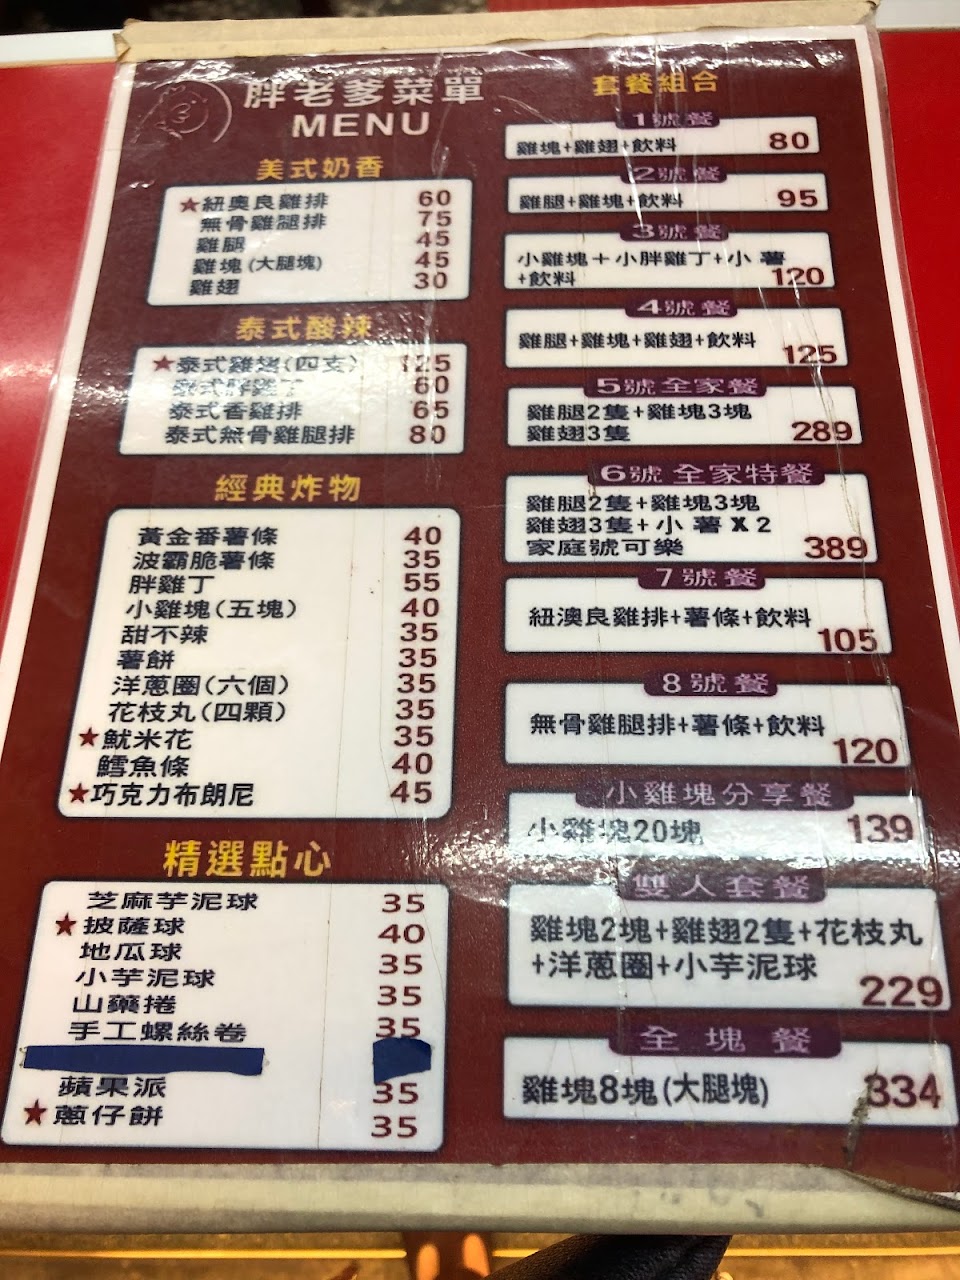 胖老爹菜單
MENU
美式奶香
★紐奧良雞排 60
無骨雞腿排 75
雞腿 45
雞塊(大腿塊) 45
雞翅 30
泰式酸辣
★泰式雞翅(四支) 125
泰式胖雞丁 60
泰式香雞排 65
泰式無骨雞腿排 80
經典炸物
黃金番薯條 40
波霸脆薯條 35
胖雞丁 55
小雞塊(五塊) 40
甜不辣 35
薯餅 35
洋蔥圈(六個) 35
花枝丸(四顆) 35
★魷米花 35
鱈魚條 40
★巧克力布朗尼 45
精選點心
芝麻芋泥球 35
★披薩球 40
地瓜球 35
小芋泥球 35
山藥捲 35
手工螺絲卷
蘋果派 35
★蔥仔餅 35
套餐組合
1號餐
雞塊+雞翅+飲料 80
2號餐
雞腿+雞塊+飲料 95
3號餐
小雞塊+小胖雞丁+小薯
+飲料 120
4號餐
雞腿+雞塊+雞翅+飲料 125
5號全家餐
雞腿2隻+雞塊3塊
雞翅3隻 289
6號 全家特餐
雞腿2隻+雞塊3塊
雞翅3隻+小薯X2
家庭號可樂 389
7號餐
紐澳良雞排+薯條+飲料 105
8號餐
無骨雞腿排+薯條+飲料 120
小雞塊分享餐
小雞塊20塊 139
雙人套餐
雞塊2塊+雞翅2隻+花枝丸
+洋蔥圈+小芋泥球 229
全塊餐
雞塊8塊(大腿塊) 334